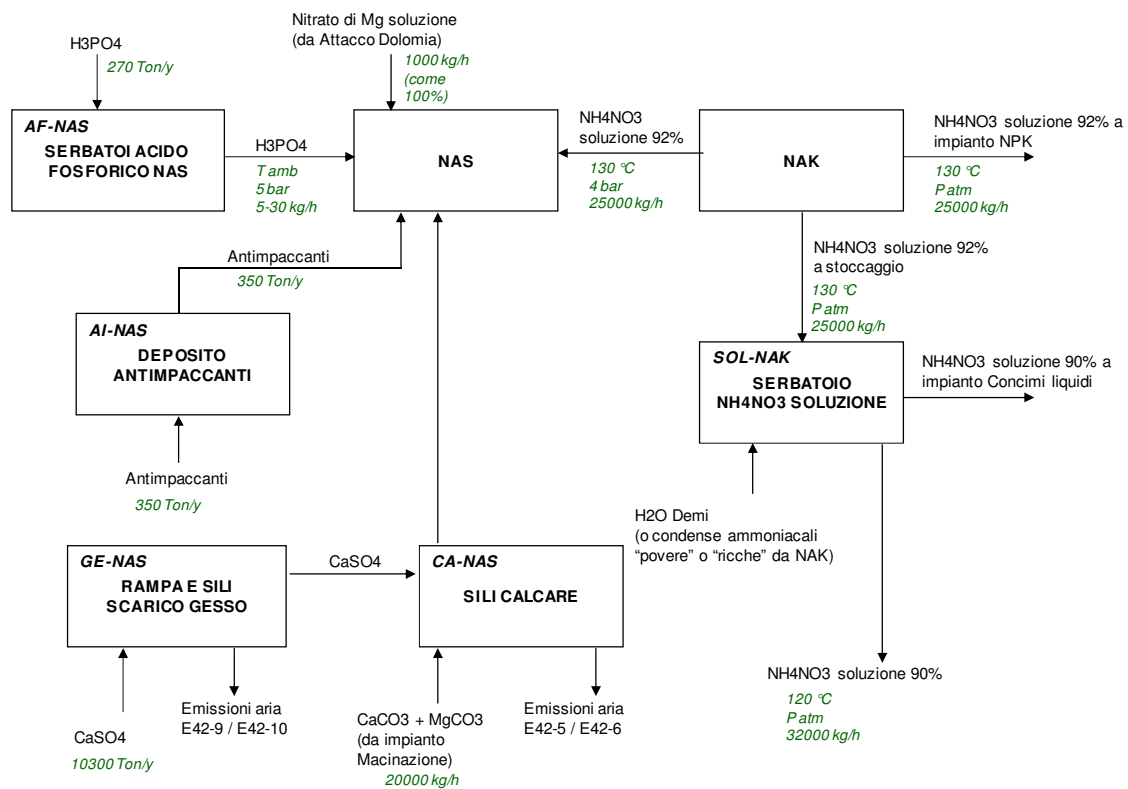 Nitrato di Mg soluzione
(da Attacco Dolomia)
1000 kg/h
(come
100%)
H3PO4
270 Ton/y
AF-NAS
SERBATOI ACIDO
FOSFORICO NAS
H3PO4
T amb
5 bar
5-30 kg/h
NAS
NH4NO3
soluzione 92%
130 °C
4 bar
25000 kg/h
NAK
NH4NO3 soluzione 92% a
impianto NPK
130 °C
P atm
25000 kg/h
Antimpaccanti
350 Ton/y
NH4NO3 soluzione 92%
a stoccaggio
130 °C
P atm
25000 kg/h
AI-NAS
DEPOSITO
ANTIMPACCANTI
SOL-NAK
SERBATOIO
NH4NO3 SOLUZIONE
NH4NO3 soluzione 90% a
impianto Concimi liquidi
Antimpaccanti
350 Ton/y
H2O Demi
(o condense ammoniacali
“povere” o “ricche” da NAK)
GE-NAS
RAMPA E SILI
SCARICO GESSO
CaSO4
CA-NAS
SILI CALCARE
NH4NO3 soluzione 90%
120 °C
P atm
32000 kg/h
CaSO4
10300 Ton/y
Emissioni aria
E42-9 / E42-10
CaCO3 + MgCO3
(da impianto
Macinazione)
20000 kg/h
Emissioni aria
E42-5 / E42-6